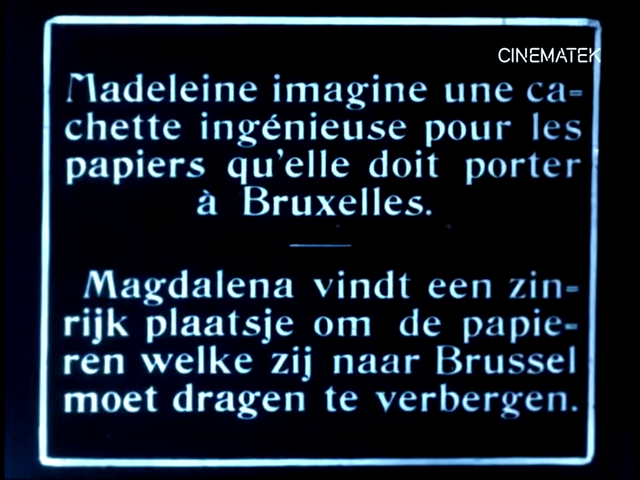 CINEMATEK
Madeleine imagine une ca=
chette ingénieuse pour les
papiers qu'elle doit porter
à Bruxelles.
Magdalena vindt een zin=
rijk plaatsje om de papie=
ren welke zij naar Brussel
moet dragen te verbergen.